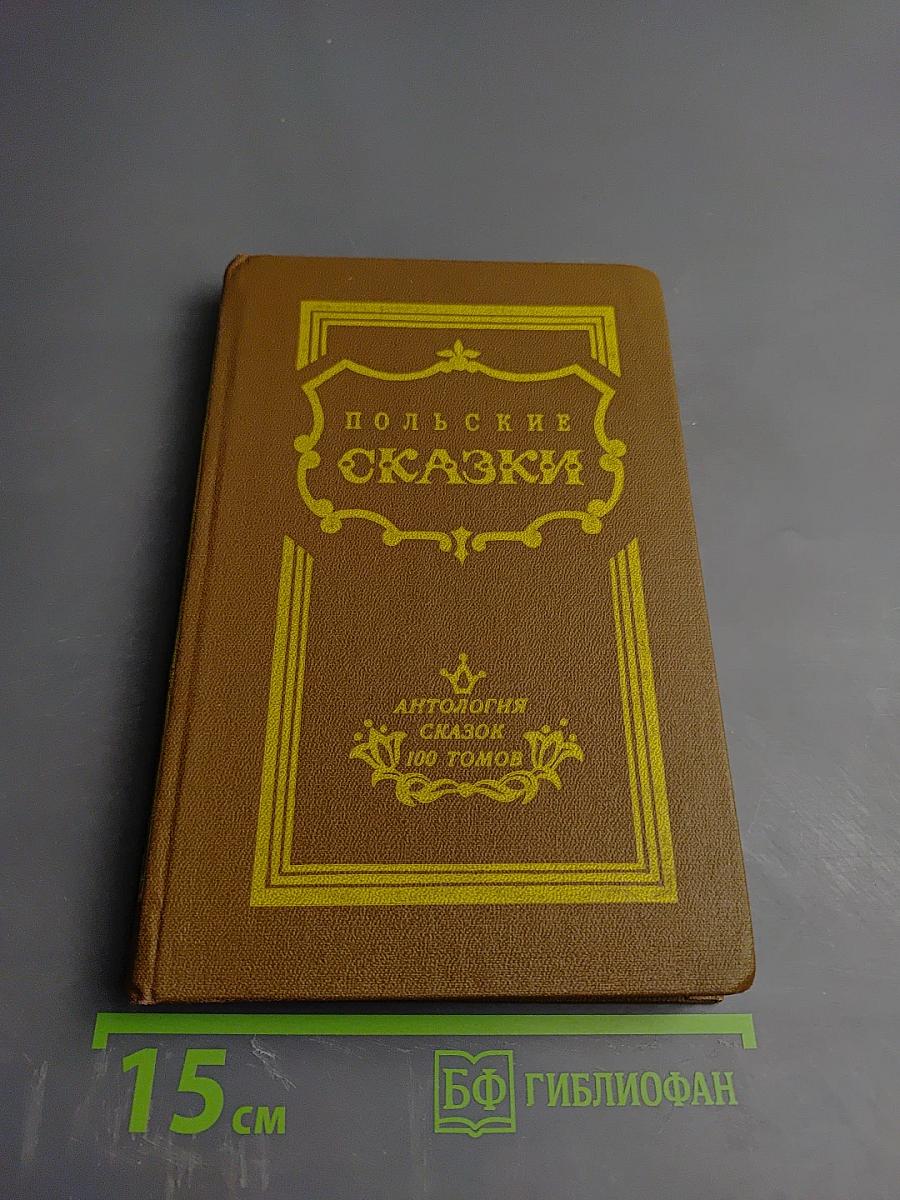 ПОЛЬСКИЕ
СКАЗКИ
АНТОЛОГИЯ
СКАЗОК
100 ТОМОВ
15 см
БФ ГИБЛИОФАН